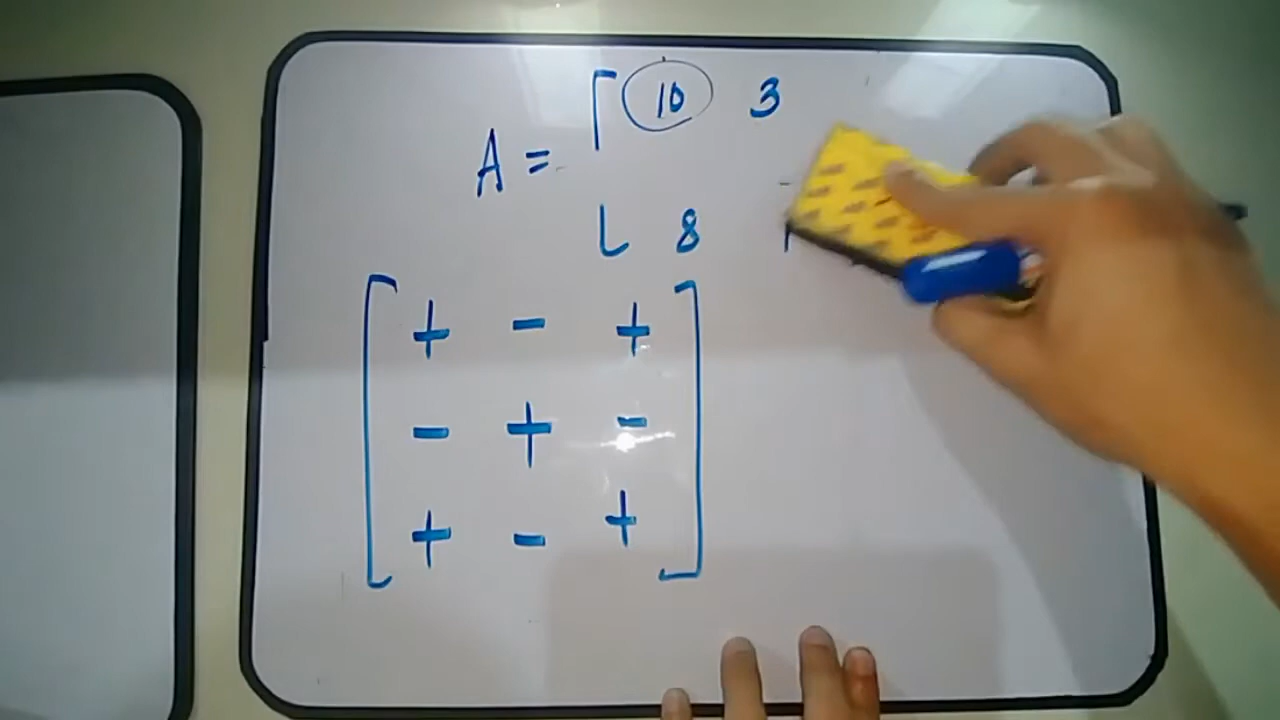 A = [ 10 3
8
+ - +
- + -
+ - +